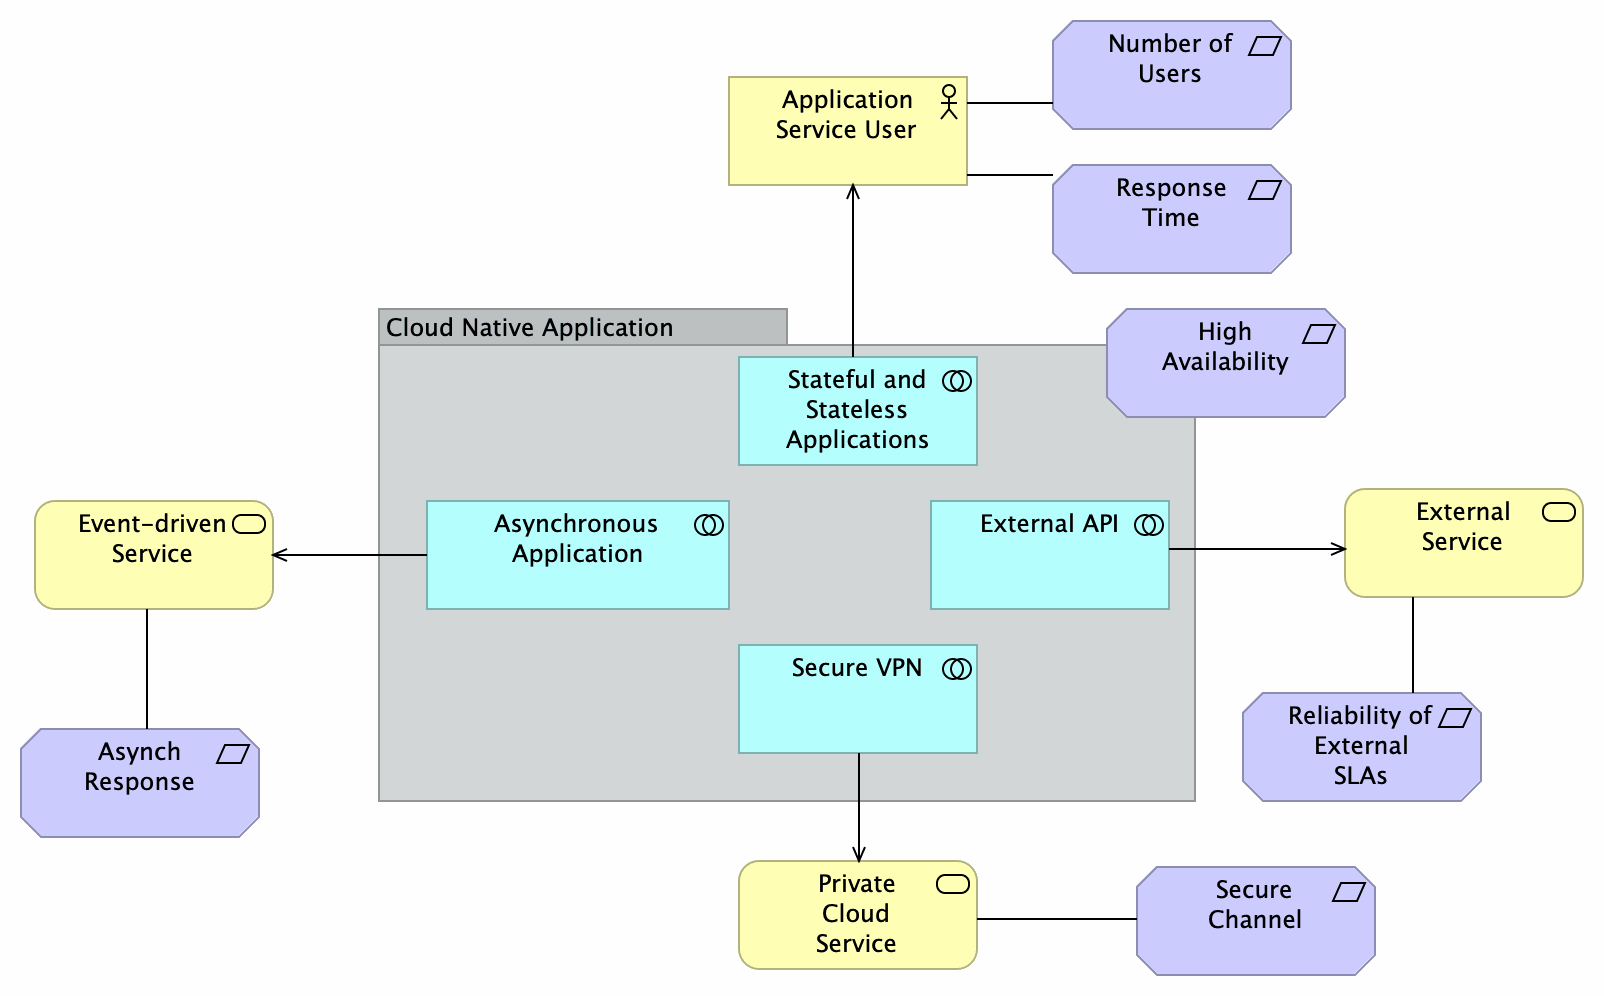 Number of
Users
Application
Service User
Response
Time
Cloud Native Application
High
Availability
Stateful and
Stateless
Applications
Event-driven
Service
Asynchronous
Application
External API
External
Service
Secure VPN
Asynch
Response
Reliability of
External
SLAs
Private
Cloud
Service
Secure
Channel